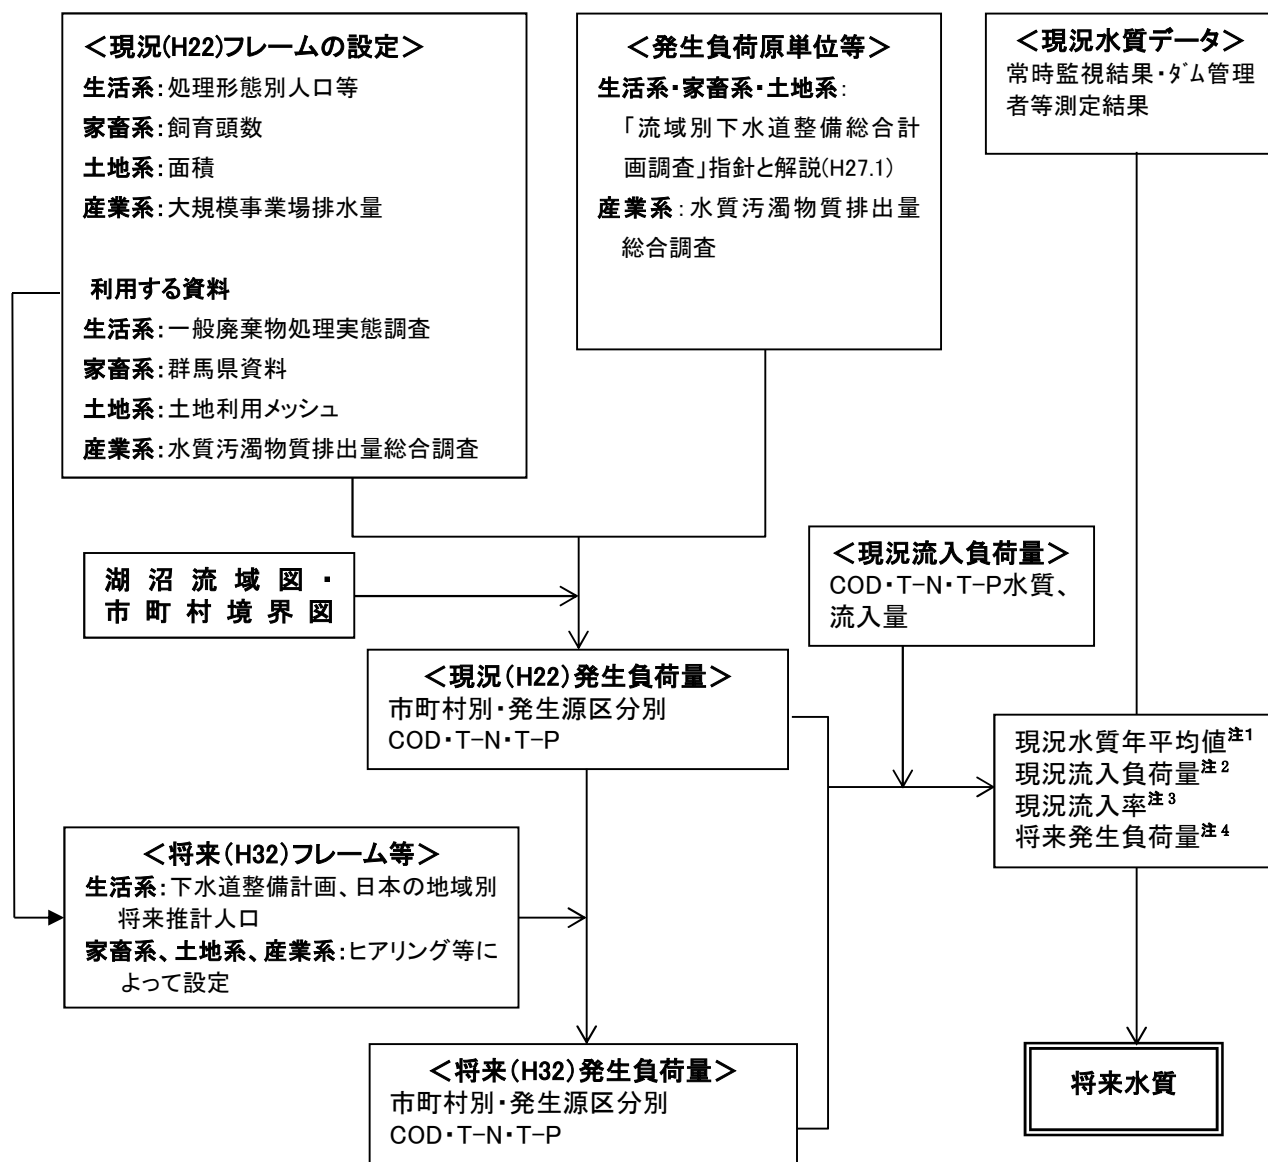 ＜現況(H22)フレームの設定＞
生活系：処理形態別人口等
家畜系：飼育頭数
土地系：面積
産業系：大規模事業場排水量
利用する資料
生活系：一般廃棄物処理実態調査
家畜系：群馬県資料
土地系：土地利用メッシュ
産業系：水質汚濁物質排出量総合調査
＜発生負荷原単位等＞
生活系・家畜系・土地系：
「流域別下水道整備総合計
画調査」指針と解説(H27.1)
産業系：水質汚濁物質排出量
総合調査
＜現況水質データ＞
常時監視結果・ﾀﾞﾑ管理
者等測定結果
湖沼流域図・
市町村境界図
＜現況流入負荷量＞
COD・T-N・T-P水質、
流入量
＜現況(H22)発生負荷量＞
市町村別・発生源区分別
COD・T-N・T-P
現況水質年平均値注1
現況流入負荷量注2
現況流入率注3
将来発生負荷量注4
＜将来(H32)フレーム等＞
生活系：下水道整備計画、日本の地域別
将来推計人口
家畜系、土地系、産業系：ヒアリング等に
よって設定
＜将来(H32)発生負荷量＞
市町村別・発生源区分別
COD・T-N・T-P
将来水質